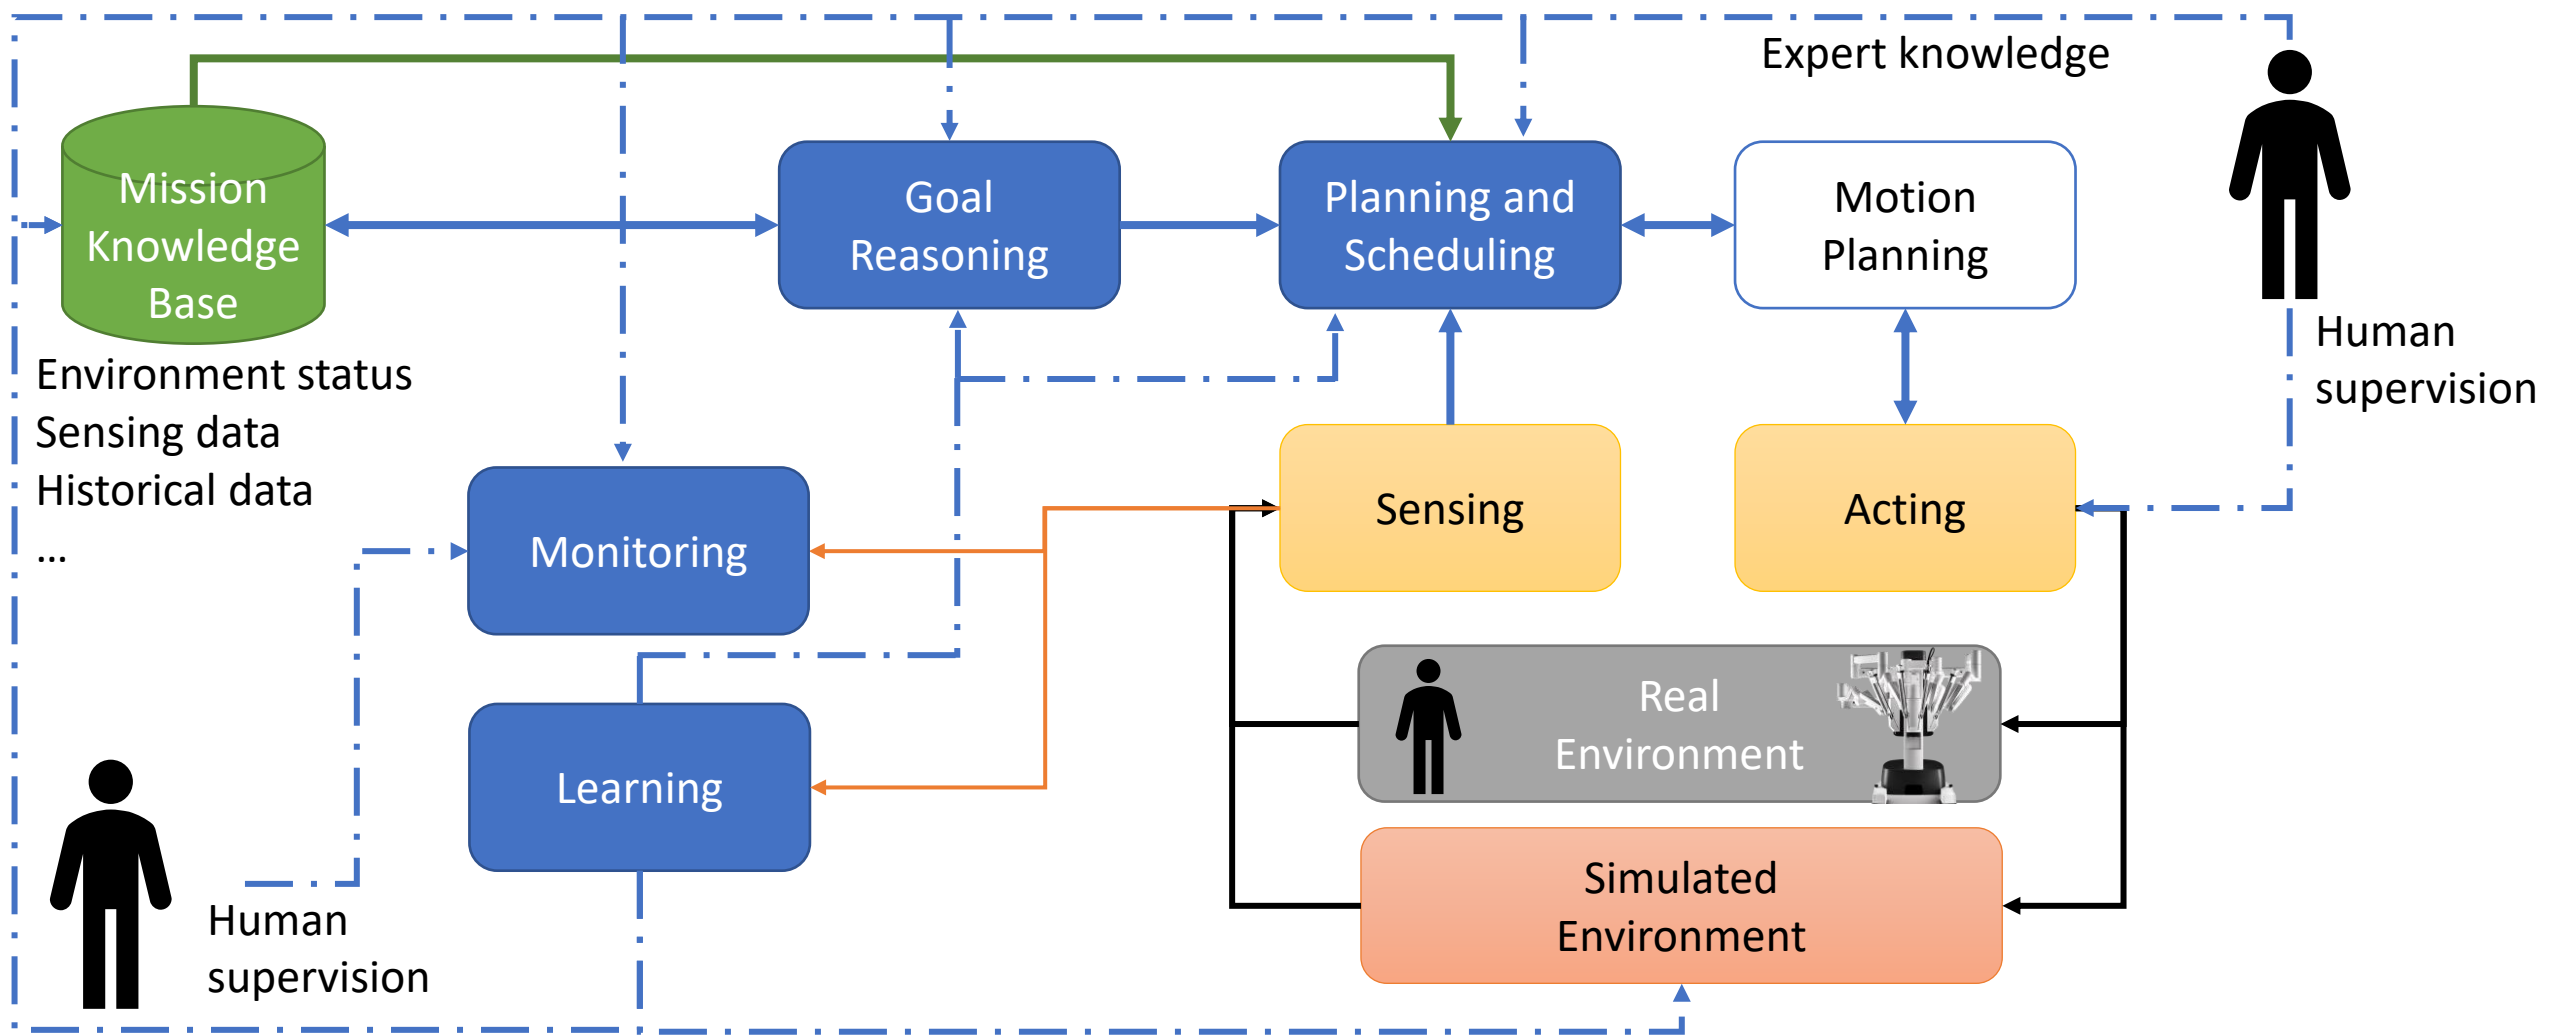 Expert knowledge
Mission
Knowledge
Base
Goal
Reasoning
Planning and
Scheduling
Motion
Planning
Human
supervision
Environment status
Sensing data
Historical data
...
Monitoring
Sensing
Acting
Learning
Real
Environment
Simulated
Environment
Human
supervision